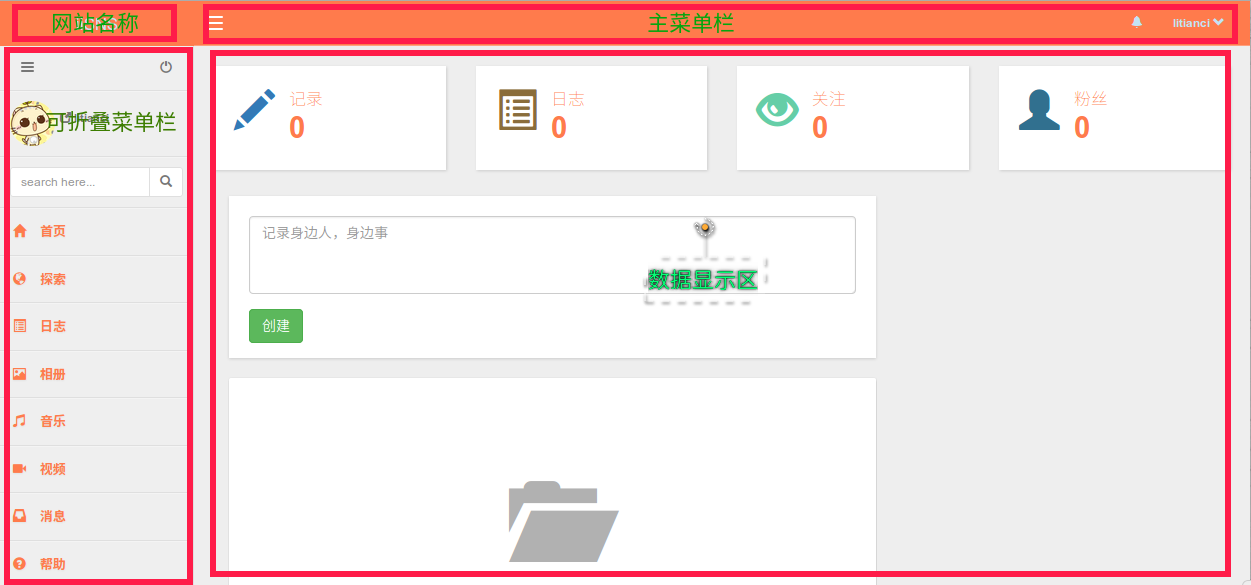 网站名称
主菜单栏
litianci
可折叠菜单栏
search here...
首页
探索
日志
相册
音乐
视频
消息
帮助
记录
0
日志
0
关注
0
粉丝
0
记录身边人，身边事
数据显示区
创建